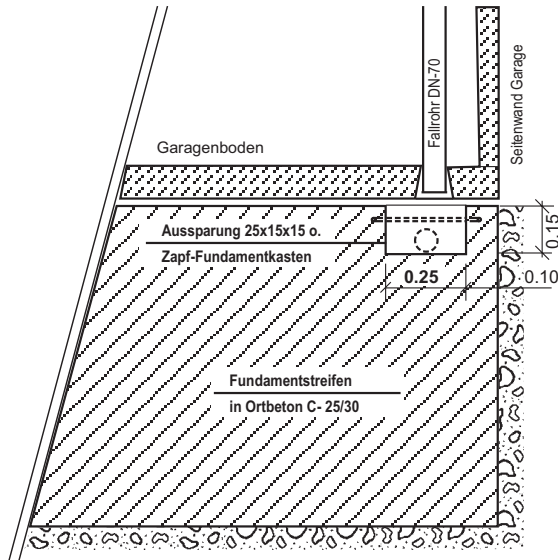 Fallrohr DN-70
Seitenwand Garage
Garagenboden
Aussparung 25x15x15 o.
Zapf-Fundamentkasten
0.15
0.25
0.10
Fundamentstreifen
in Ortbeton C- 25/30